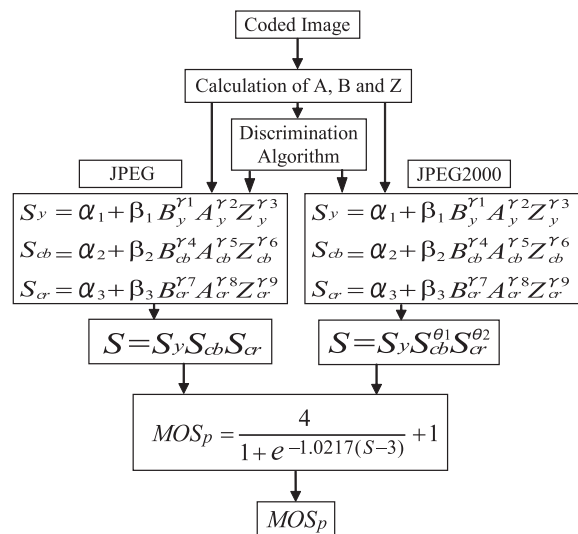 Coded Image
Calculation of A, B and Z
Discrimination
Algorithm
JPEG
JPEG2000
S_y = α_1 + β_1 B_y^{γ1} A_y^{γ2} Z_y^{γ3}
S_cb = α_2 + β_2 B_cb^{γ4} A_cb^{γ5} Z_cb^{γ6}
S_cr = α_3 + β_3 B_cr^{γ7} A_cr^{γ8} Z_cr^{γ9}
S_y = α_1 + β_1 B_y^{γ1} A_y^{γ2} Z_y^{γ3}
S_cb = α_2 + β_2 B_cb^{γ4} A_cb^{γ5} Z_cb^{γ6}
S_cr = α_3 + β_3 B_cr^{γ7} A_cr^{γ8} Z_cr^{γ9}
S = S_y S_cb S_cr
S = S_y S_cb^{θ1} S_cr^{θ2}
MOS_p = \frac{4}{1 + e^{-1.0217(S-3)}} + 1
MOS_p